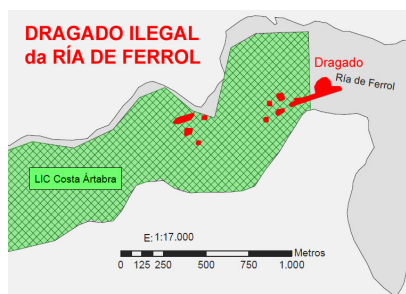 DRAGADO ILEGAL
da RÍA DE FERROL
Dragado
Ría de Ferrol
LIC Costa Ártabra
E: 1:17.000
Metros
0 125 250 500 750 1.000